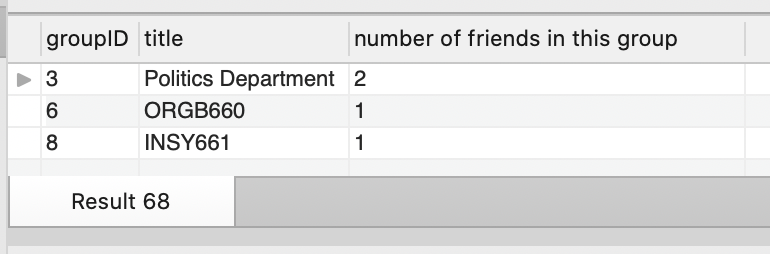 groupID title number of friends in this group
3 Politics Department 2
6 ORGB660 1
8 INSY661 1
Result 68